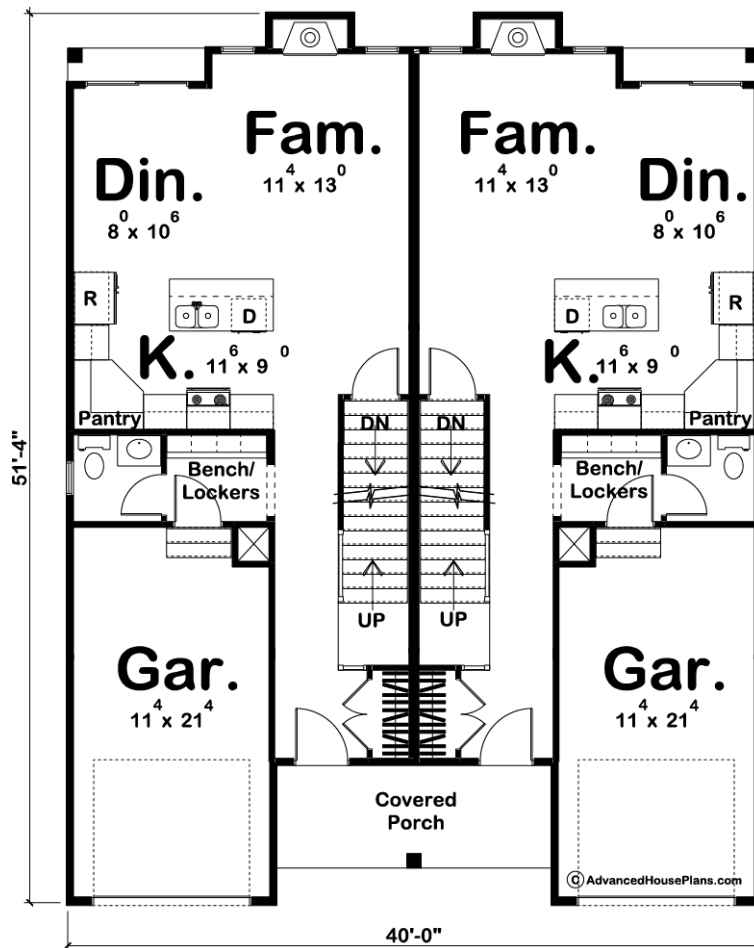 Fam.
11⁴ x 13⁰
Fam.
11⁴ x 13⁰
Din.
8⁰ x 10⁶
Din.
8⁰ x 10⁶
R
D
D
R
K. 11⁶ x 9⁰
K. 11⁶ x 9⁰
Pantry
DN
DN
Pantry
Bench/
Lockers
Bench/
Lockers
51'-4"
UP
UP
Gar.
11⁴ x 21⁴
Gar.
11⁴ x 21⁴
Covered
Porch
© AdvancedHousePlans.com
40'-0"